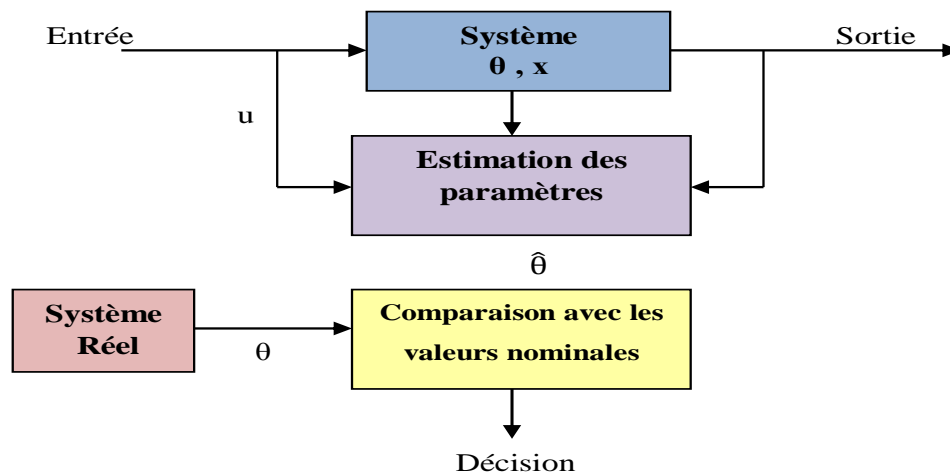 Entrée
Système
θ , x
Sortie
u
Estimation des
paramètres
θ̂
Système
Réel
θ
Comparaison avec les
valeurs nominales
Décision